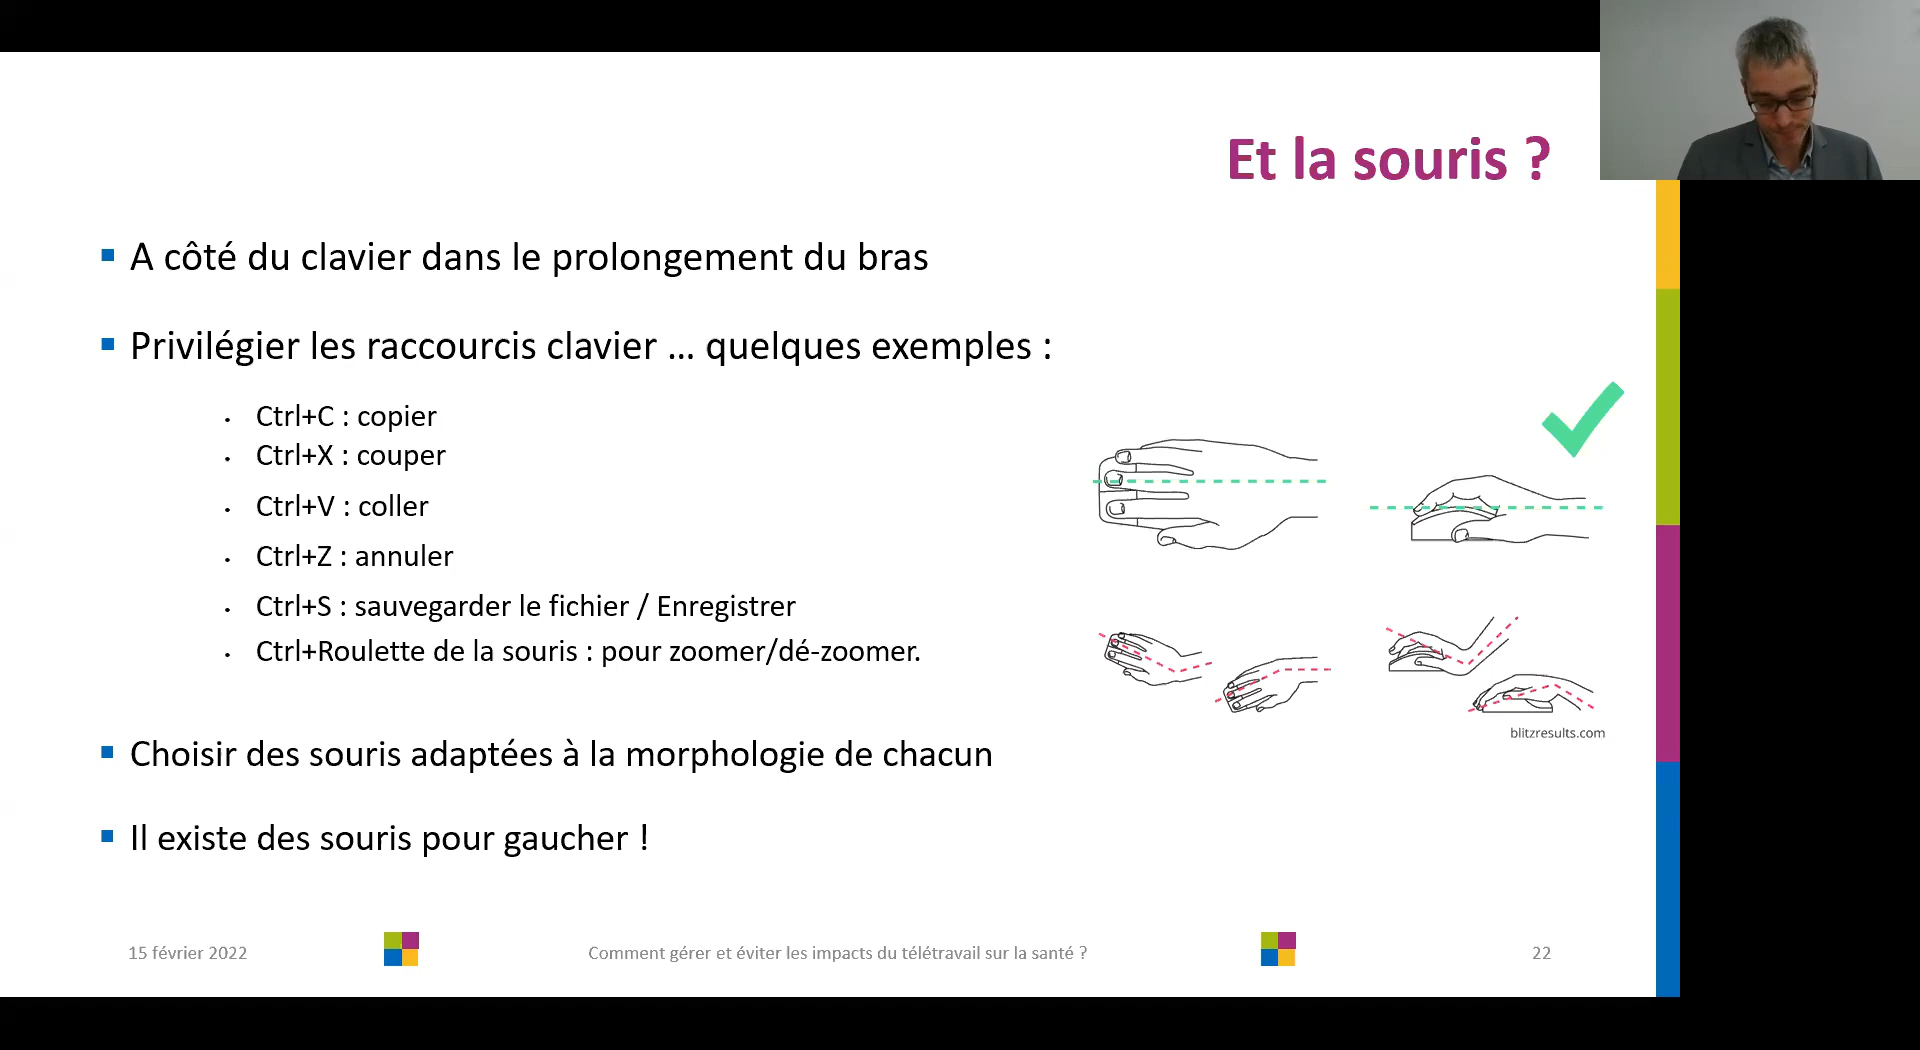 Et la souris ?
A côté du clavier dans le prolongement du bras
Privilégier les raccourcis clavier ... quelques exemples :
Ctrl+C : copier
Ctrl+X : couper
Ctrl+V : coller
Ctrl+Z : annuler
Ctrl+S : sauvegarder le fichier / Enregistrer
Ctrl+Roulette de la souris : pour zoomer/dé-zoomer.
blitzresults.com
Choisir des souris adaptées à la morphologie de chacun
Il existe des souris pour gaucher !
15 février 2022
Comment gérer et éviter les impacts du télétravail sur la santé ?
22